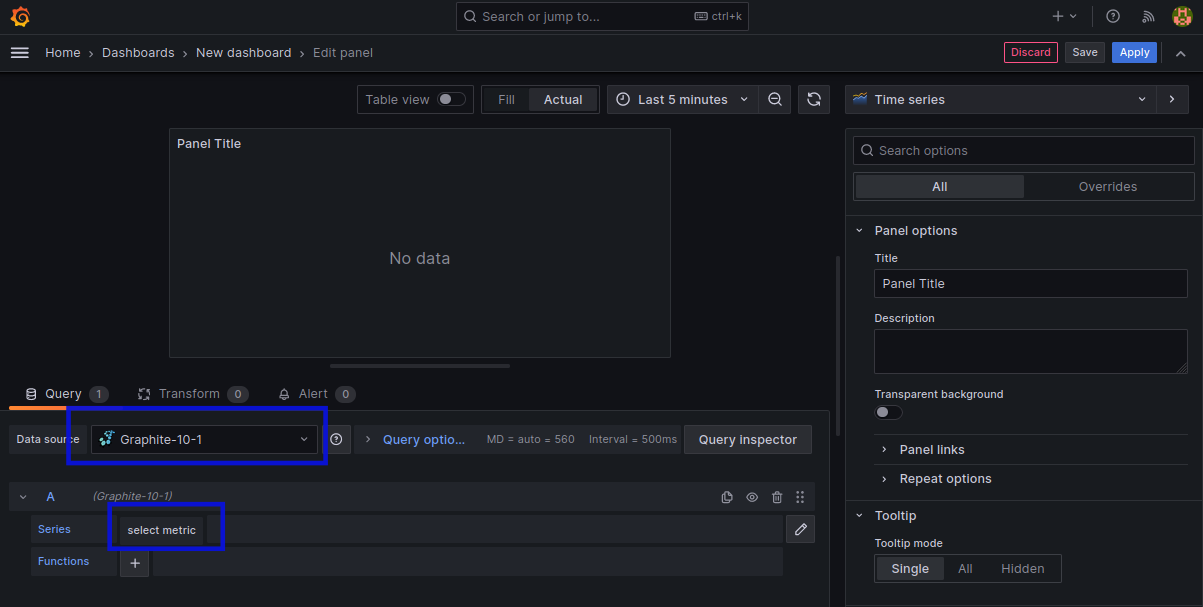 Search or jump to...
ctrl+k
Home › Dashboards › New dashboard › Edit panel
Discard
Save
Apply
Table view
Fill
Actual
Last 5 minutes
Time series
Panel Title
No data
Search options
All
Overrides
Panel options
Title
Panel Title
Description
Transparent background
Panel links
Repeat options
Tooltip
Tooltip mode
Single
All
Hidden
Query 1
Transform 0
Alert 0
Data source
Graphite-10-1
Query optio...
MD = auto = 560
Interval = 500ms
Query inspector
A
(Graphite-10-1)
Series
select metric
Functions
+